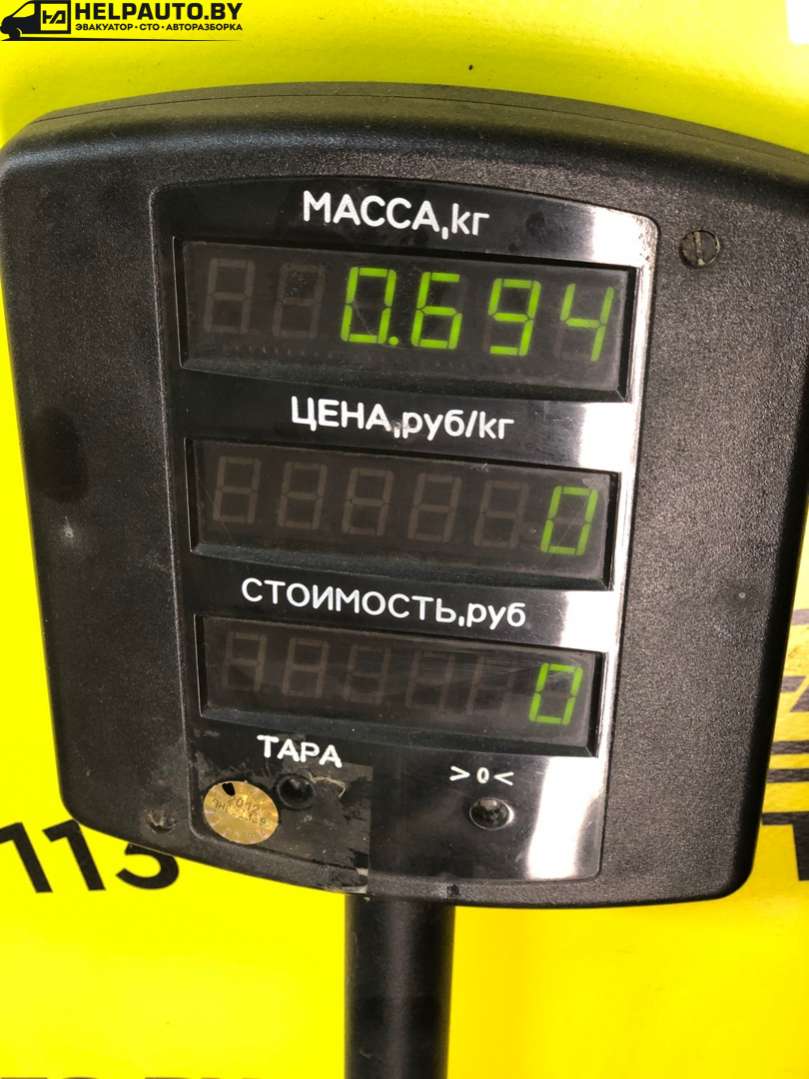 HELPAUTO.BY
ЭВАКУАТОР·СТО·АВТОРАЗБОРКА
МАССА,кг
0.694
ЦЕНА,руб/кг
0
СТОИМОСТЬ,руб
0
ТАРА
>0<
113